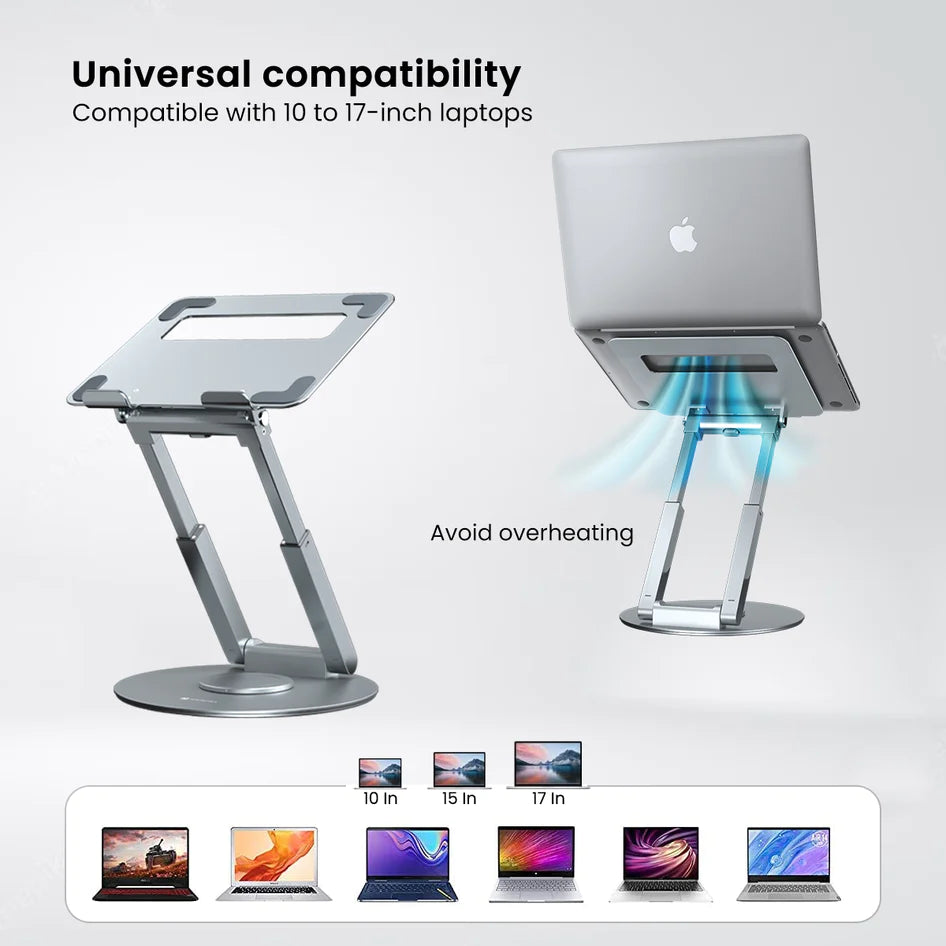 Universal compatibility
Compatible with 10 to 17-inch laptops
Avoid overheating
10 In
15 In
17 In